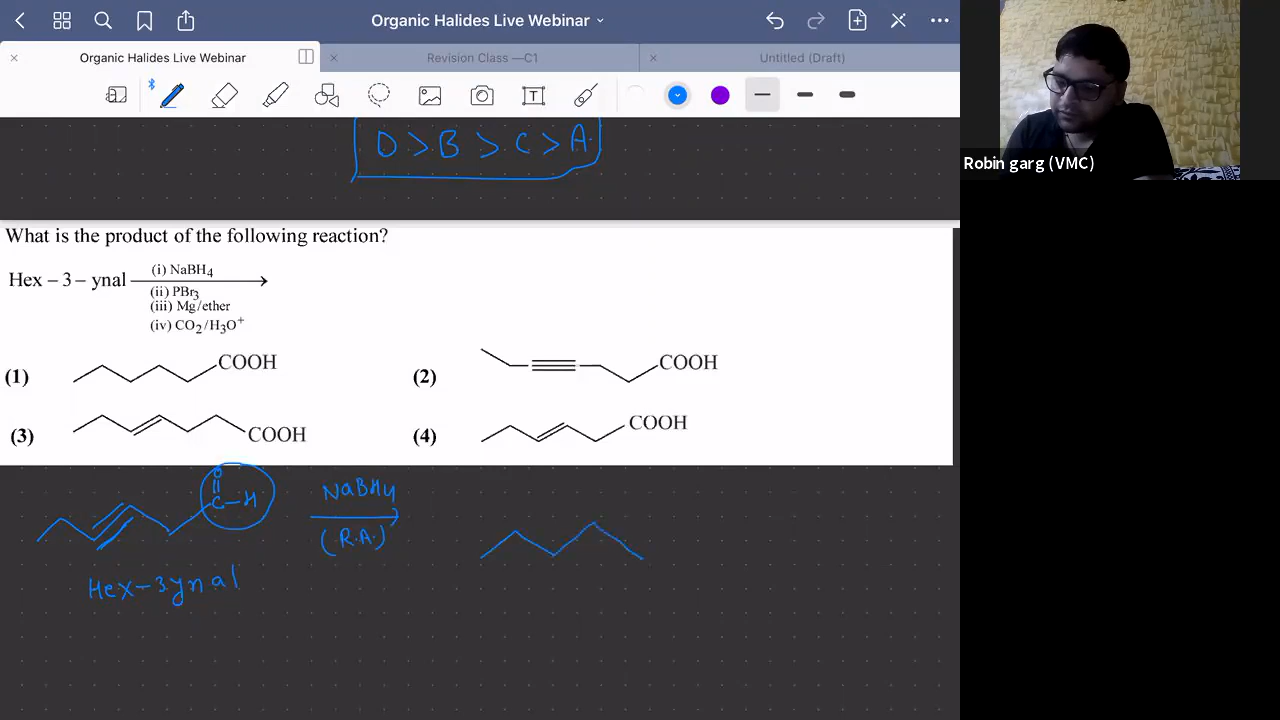 Organic Halides Live Webinar
Organic Halides Live Webinar
Revision Class —C1
Untitled (Draft)
T
Robin garg (VMC)
D > B > C > A
What is the product of the following reaction?
Hex – 3 – ynal
(i) NaBH4
(ii) PBr3
(iii) Mg/ether
(iv) CO2/H3O+
(1)
COOH
(2)
COOH
(3)
COOH
(4)
COOH
O
C–H
NaBH4
(R.A.)
Hex-3ynal